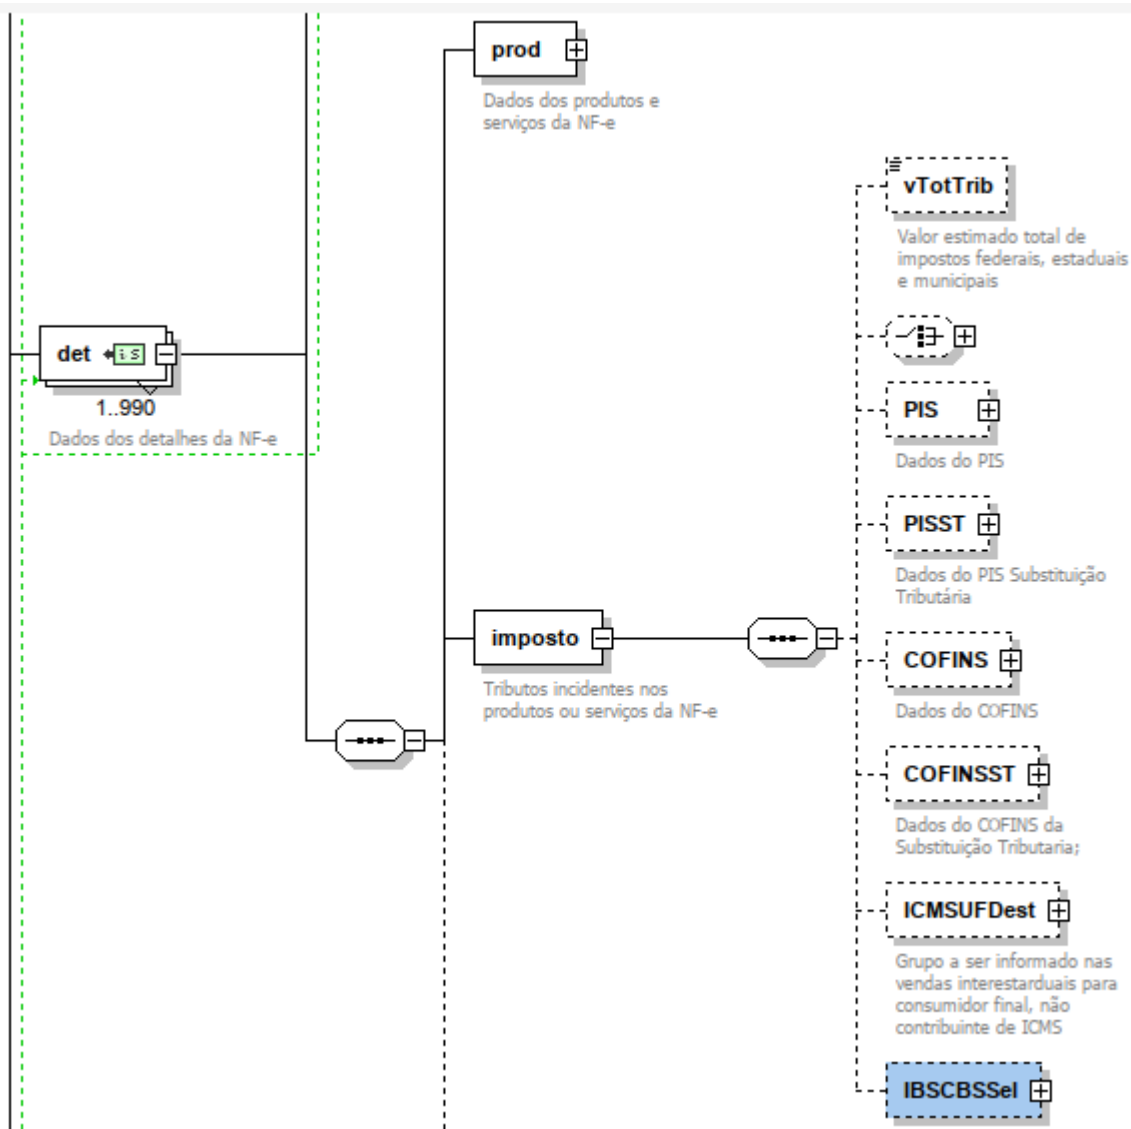 prod
Dados dos produtos e
serviços da NF-e
vTotTrib
Valor estimado total de
impostos federais, estaduais
e municipais
det
is
1..990
Dados dos detalhes da NF-e
PIS
Dados do PIS
PISST
Dados do PIS Substituição
Tributária
imposto
Tributos incidentes nos
produtos ou serviços da NF-e
COFINS
Dados do COFINS
COFINSST
Dados do COFINS da
Substituição Tributaria;
ICMSUFDest
Grupo a ser informado nas
vendas interestarduais para
consumidor final, não
contribuinte de ICMS
IBSCBSSel